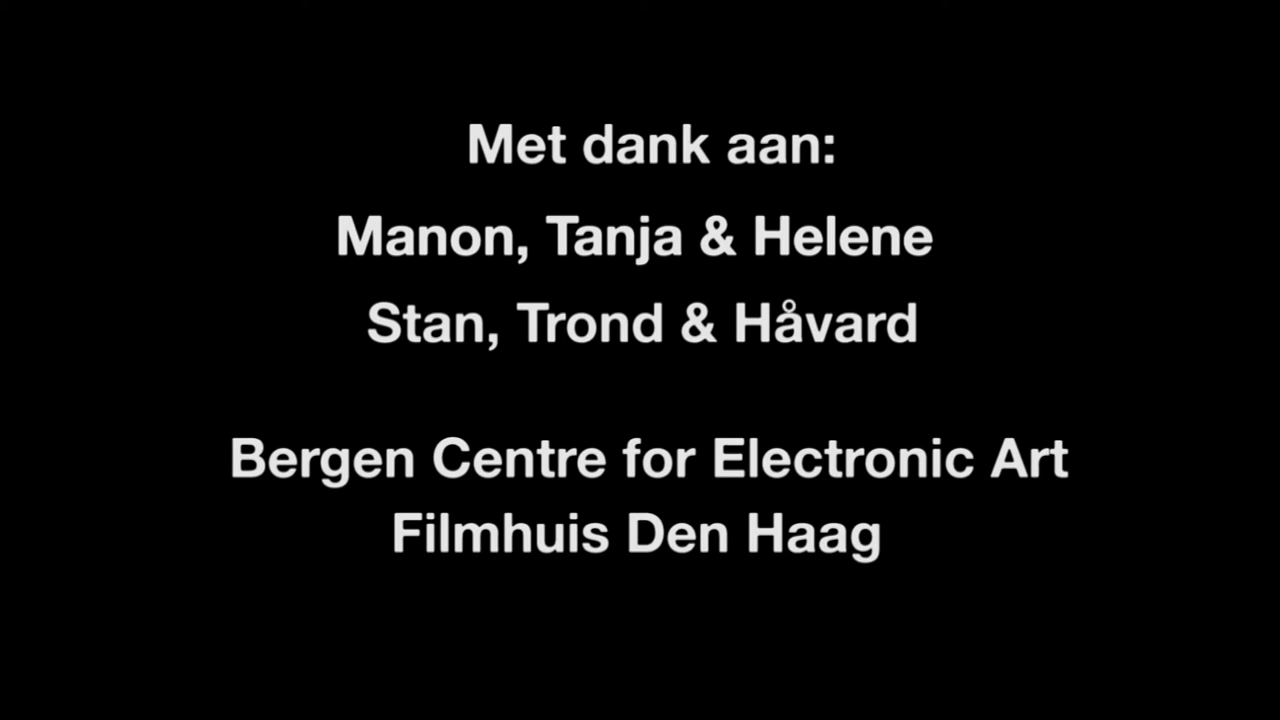 Met dank aan:
Manon, Tanja & Helene
Stan, Trond & Håvard
Bergen Centre for Electronic Art
Filmhuis Den Haag